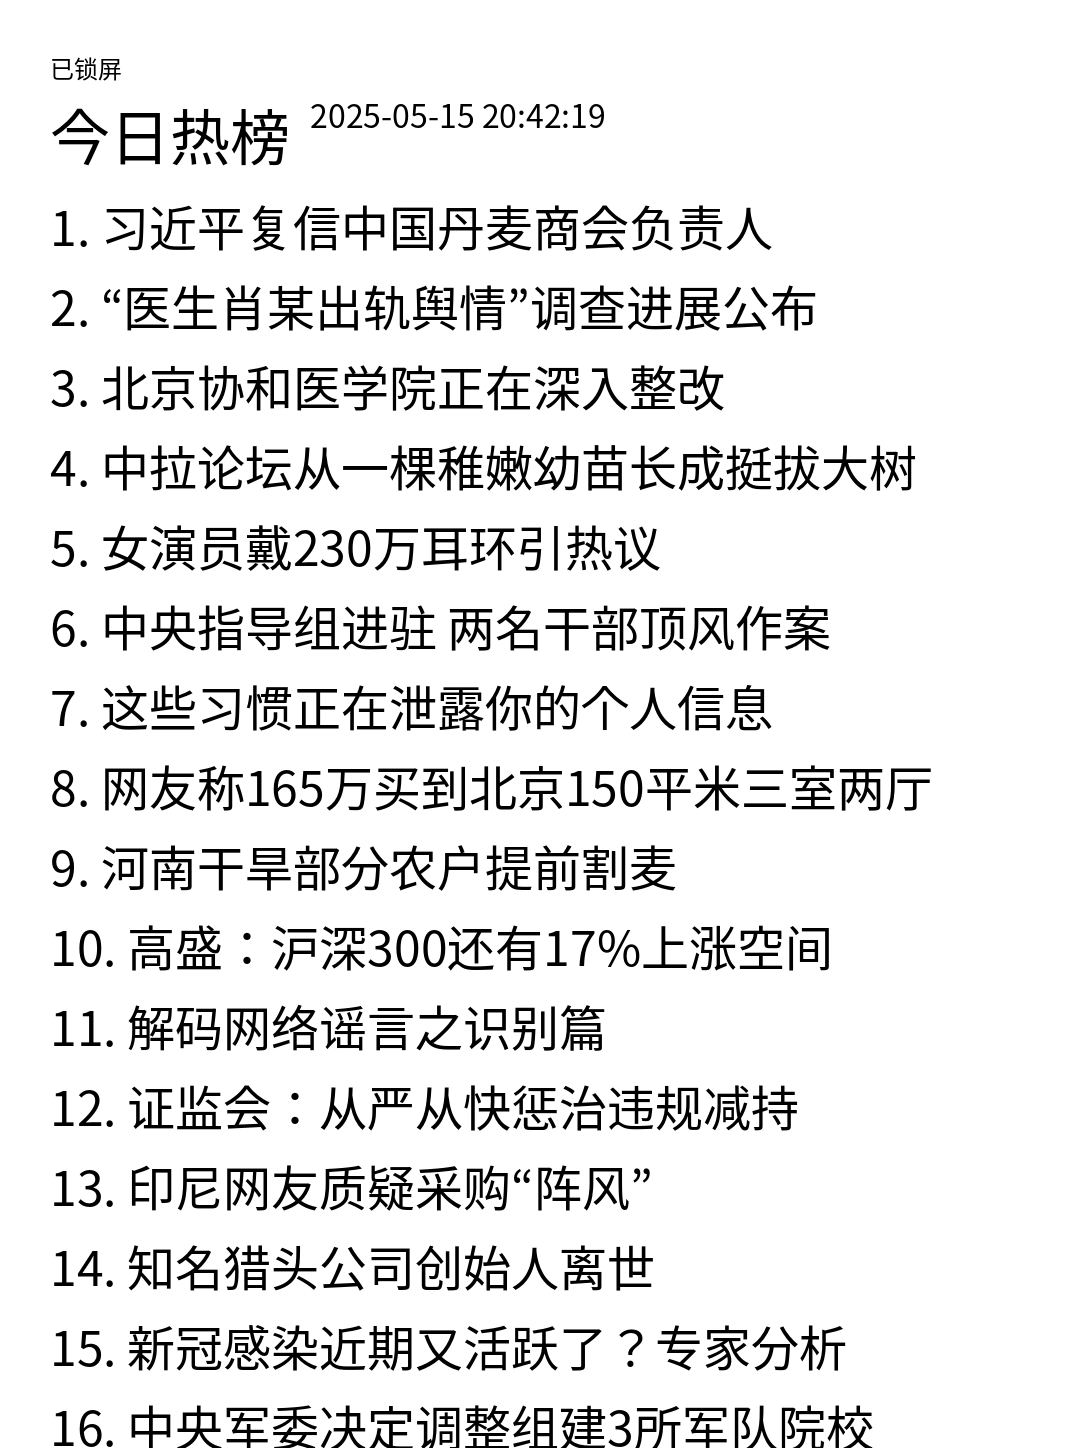 已锁屏
今日热榜 2025-05-15 20:42:19
1. 习近平复信中国丹麦商会负责人
2. “医生肖某出轨舆情”调查进展公布
3. 北京协和医学院正在深入整改
4. 中拉论坛从一棵稚嫩幼苗长成挺拔大树
5. 女演员戴230万耳环引热议
6. 中央指导组进驻 两名干部顶风作案
7. 这些习惯正在泄露你的个人信息
8. 网友称165万买到北京150平米三室两厅
9. 河南干旱部分农户提前割麦
10. 高盛：沪深300还有17%上涨空间
11. 解码网络谣言之识别篇
12. 证监会：从严从快惩治违规减持
13. 印尼网友质疑采购“阵风”
14. 知名猎头公司创始人离世
15. 新冠感染近期又活跃了？专家分析
16. 中央军委决定调整组建3所军队院校